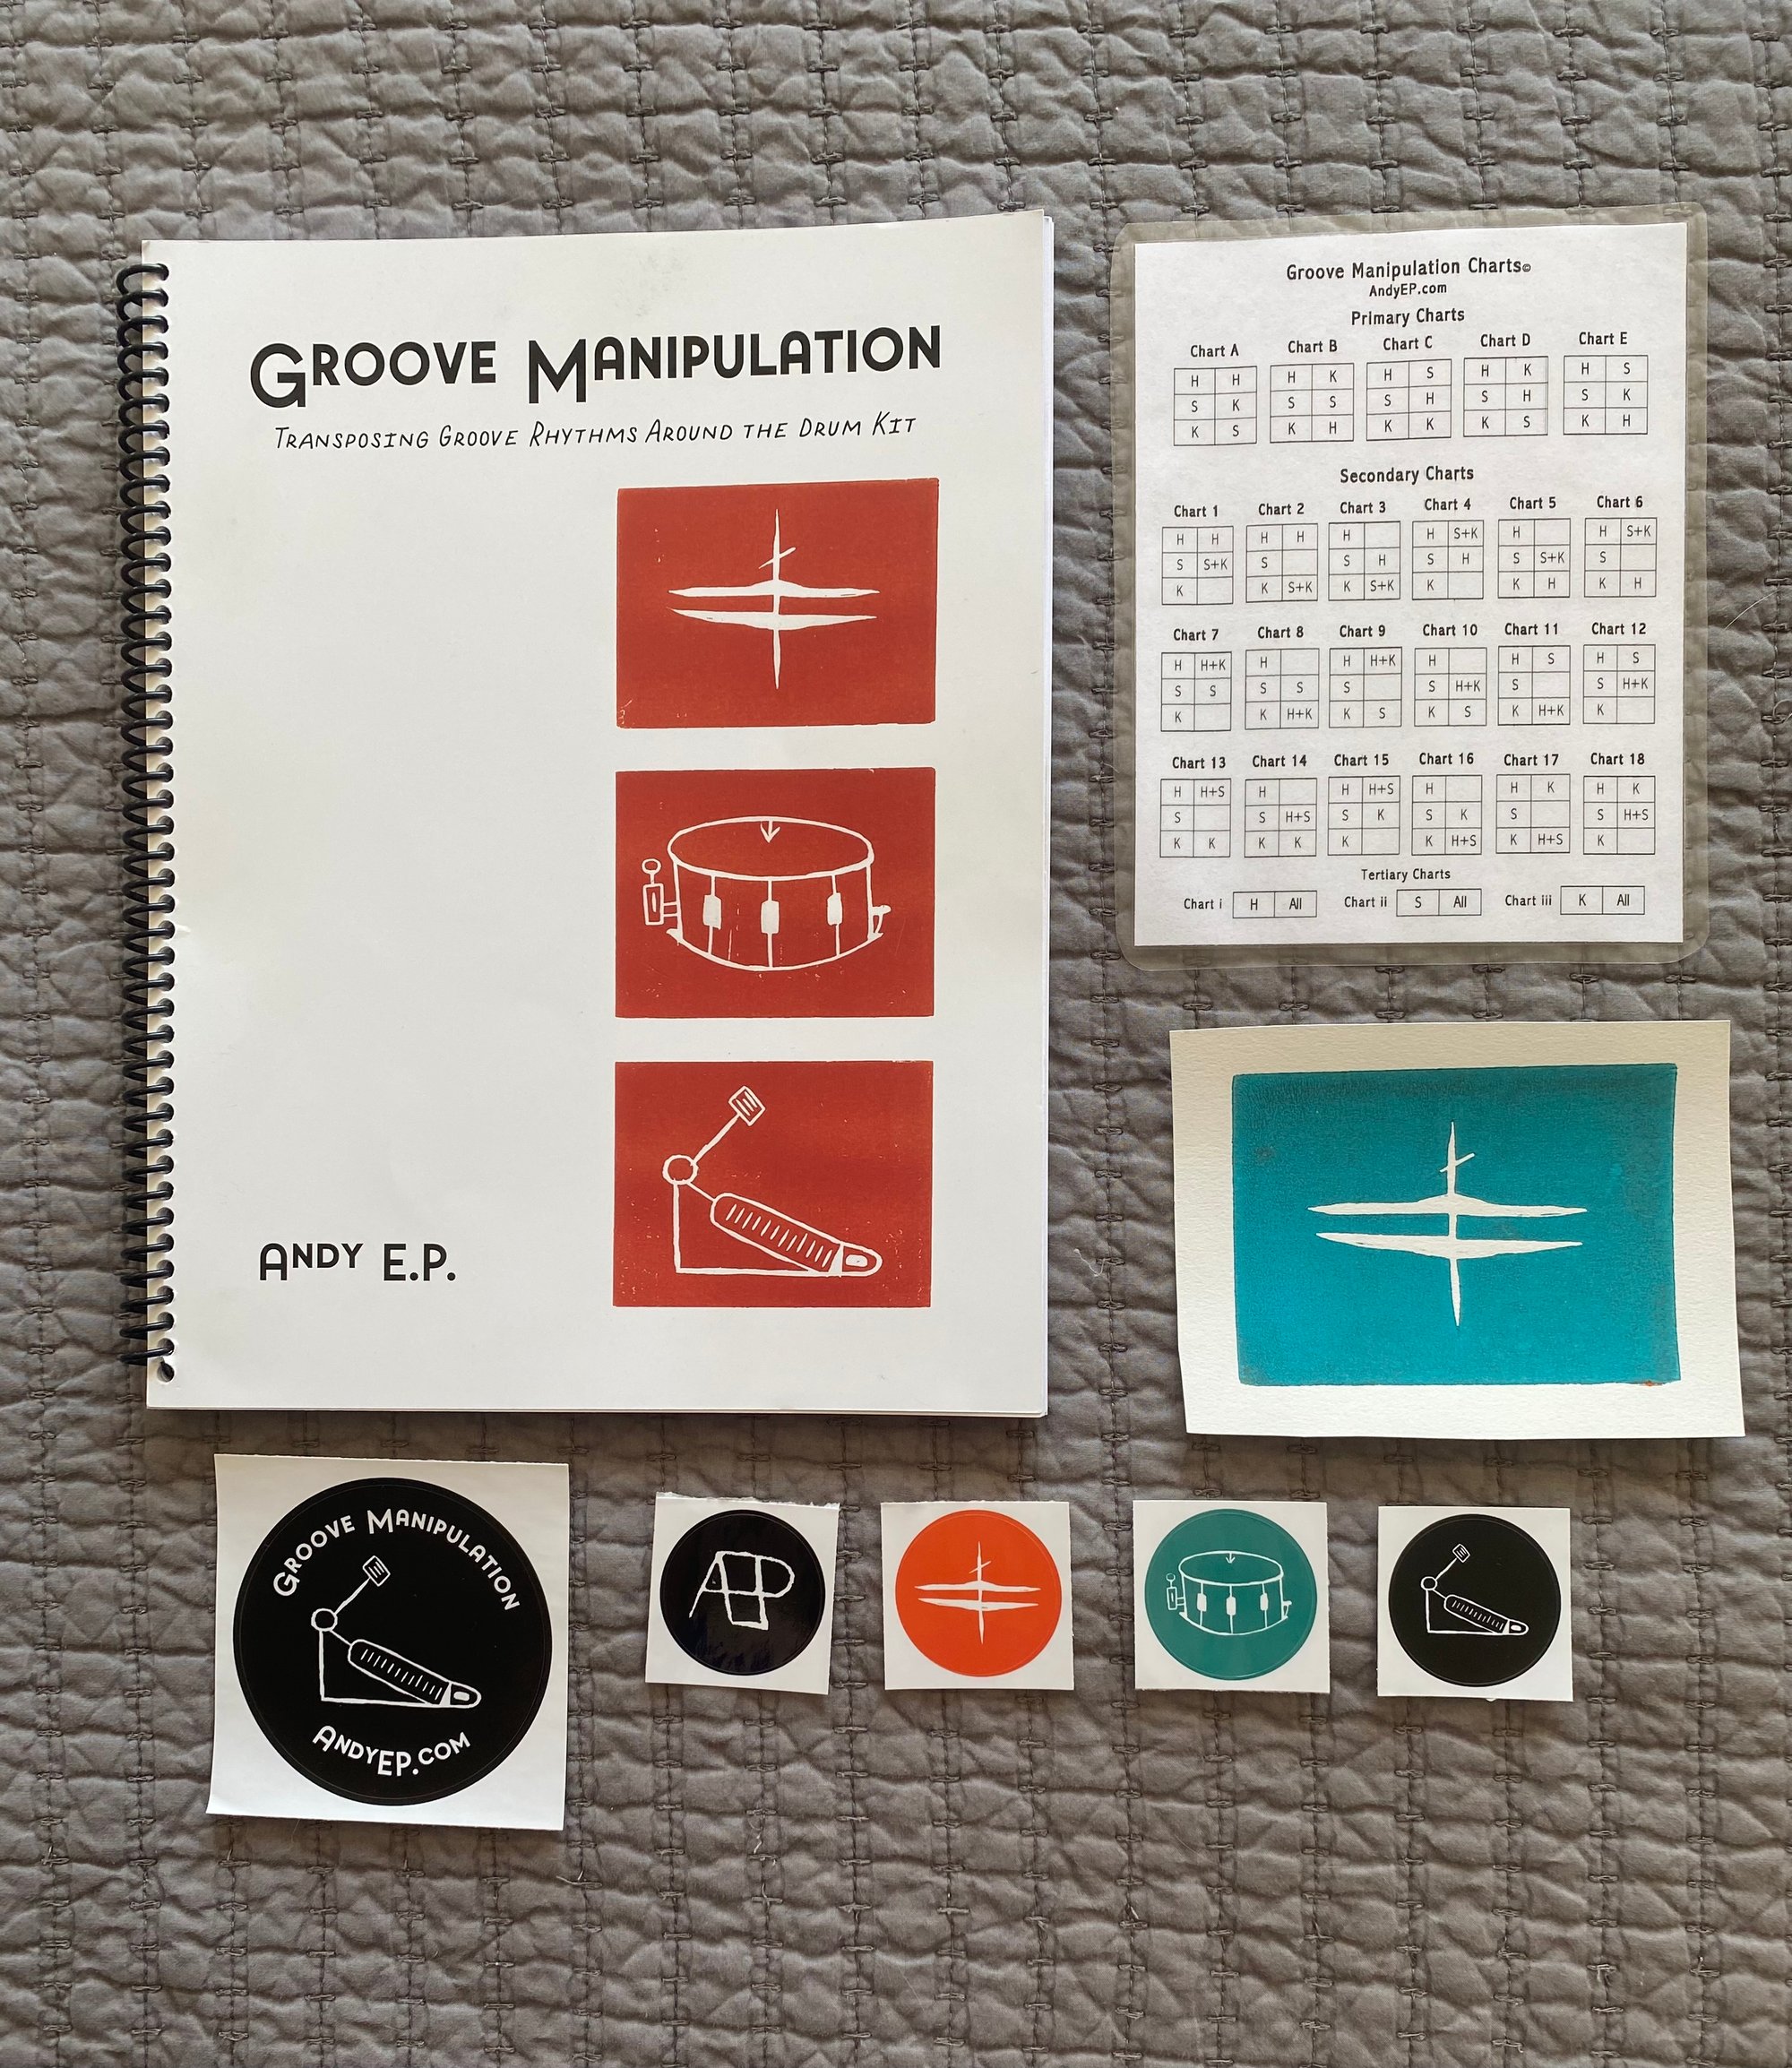 GROOVE MANIPULATION
TRANSPOSING GROOVE RHYTHMS AROUND THE DRUM KIT
ANDY E.P.
Groove Manipulation Charts©
AndyEP.com
Primary Charts
Chart A Chart B Chart C Chart D Chart E
H H H K H S H K H S
S K S S S H S H S K
K S K H K K K S K H
Secondary Charts
Chart 1 Chart 2 Chart 3 Chart 4 Chart 5 Chart 6
H H H H H H S+K H H S+K
S S+K S S H S H S S+K S
K K S+K K S+K K K H K H
Chart 7 Chart 8 Chart 9 Chart 10 Chart 11 Chart 12
H H+K H H H+K H H S H S
S S S S S S H+K S S H+K
K K H+K K S K S K H+K K
Chart 13 Chart 14 Chart 15 Chart 16 Chart 17 Chart 18
H H+S H H H+S H H K H K
S S H+S S K S K S S H+S
K K K K K K H+S K H+S K
Tertiary Charts
Chart i H All Chart ii S All Chart iii K All
GROOVE MANIPULATION
ANDYEP.COM
AEP